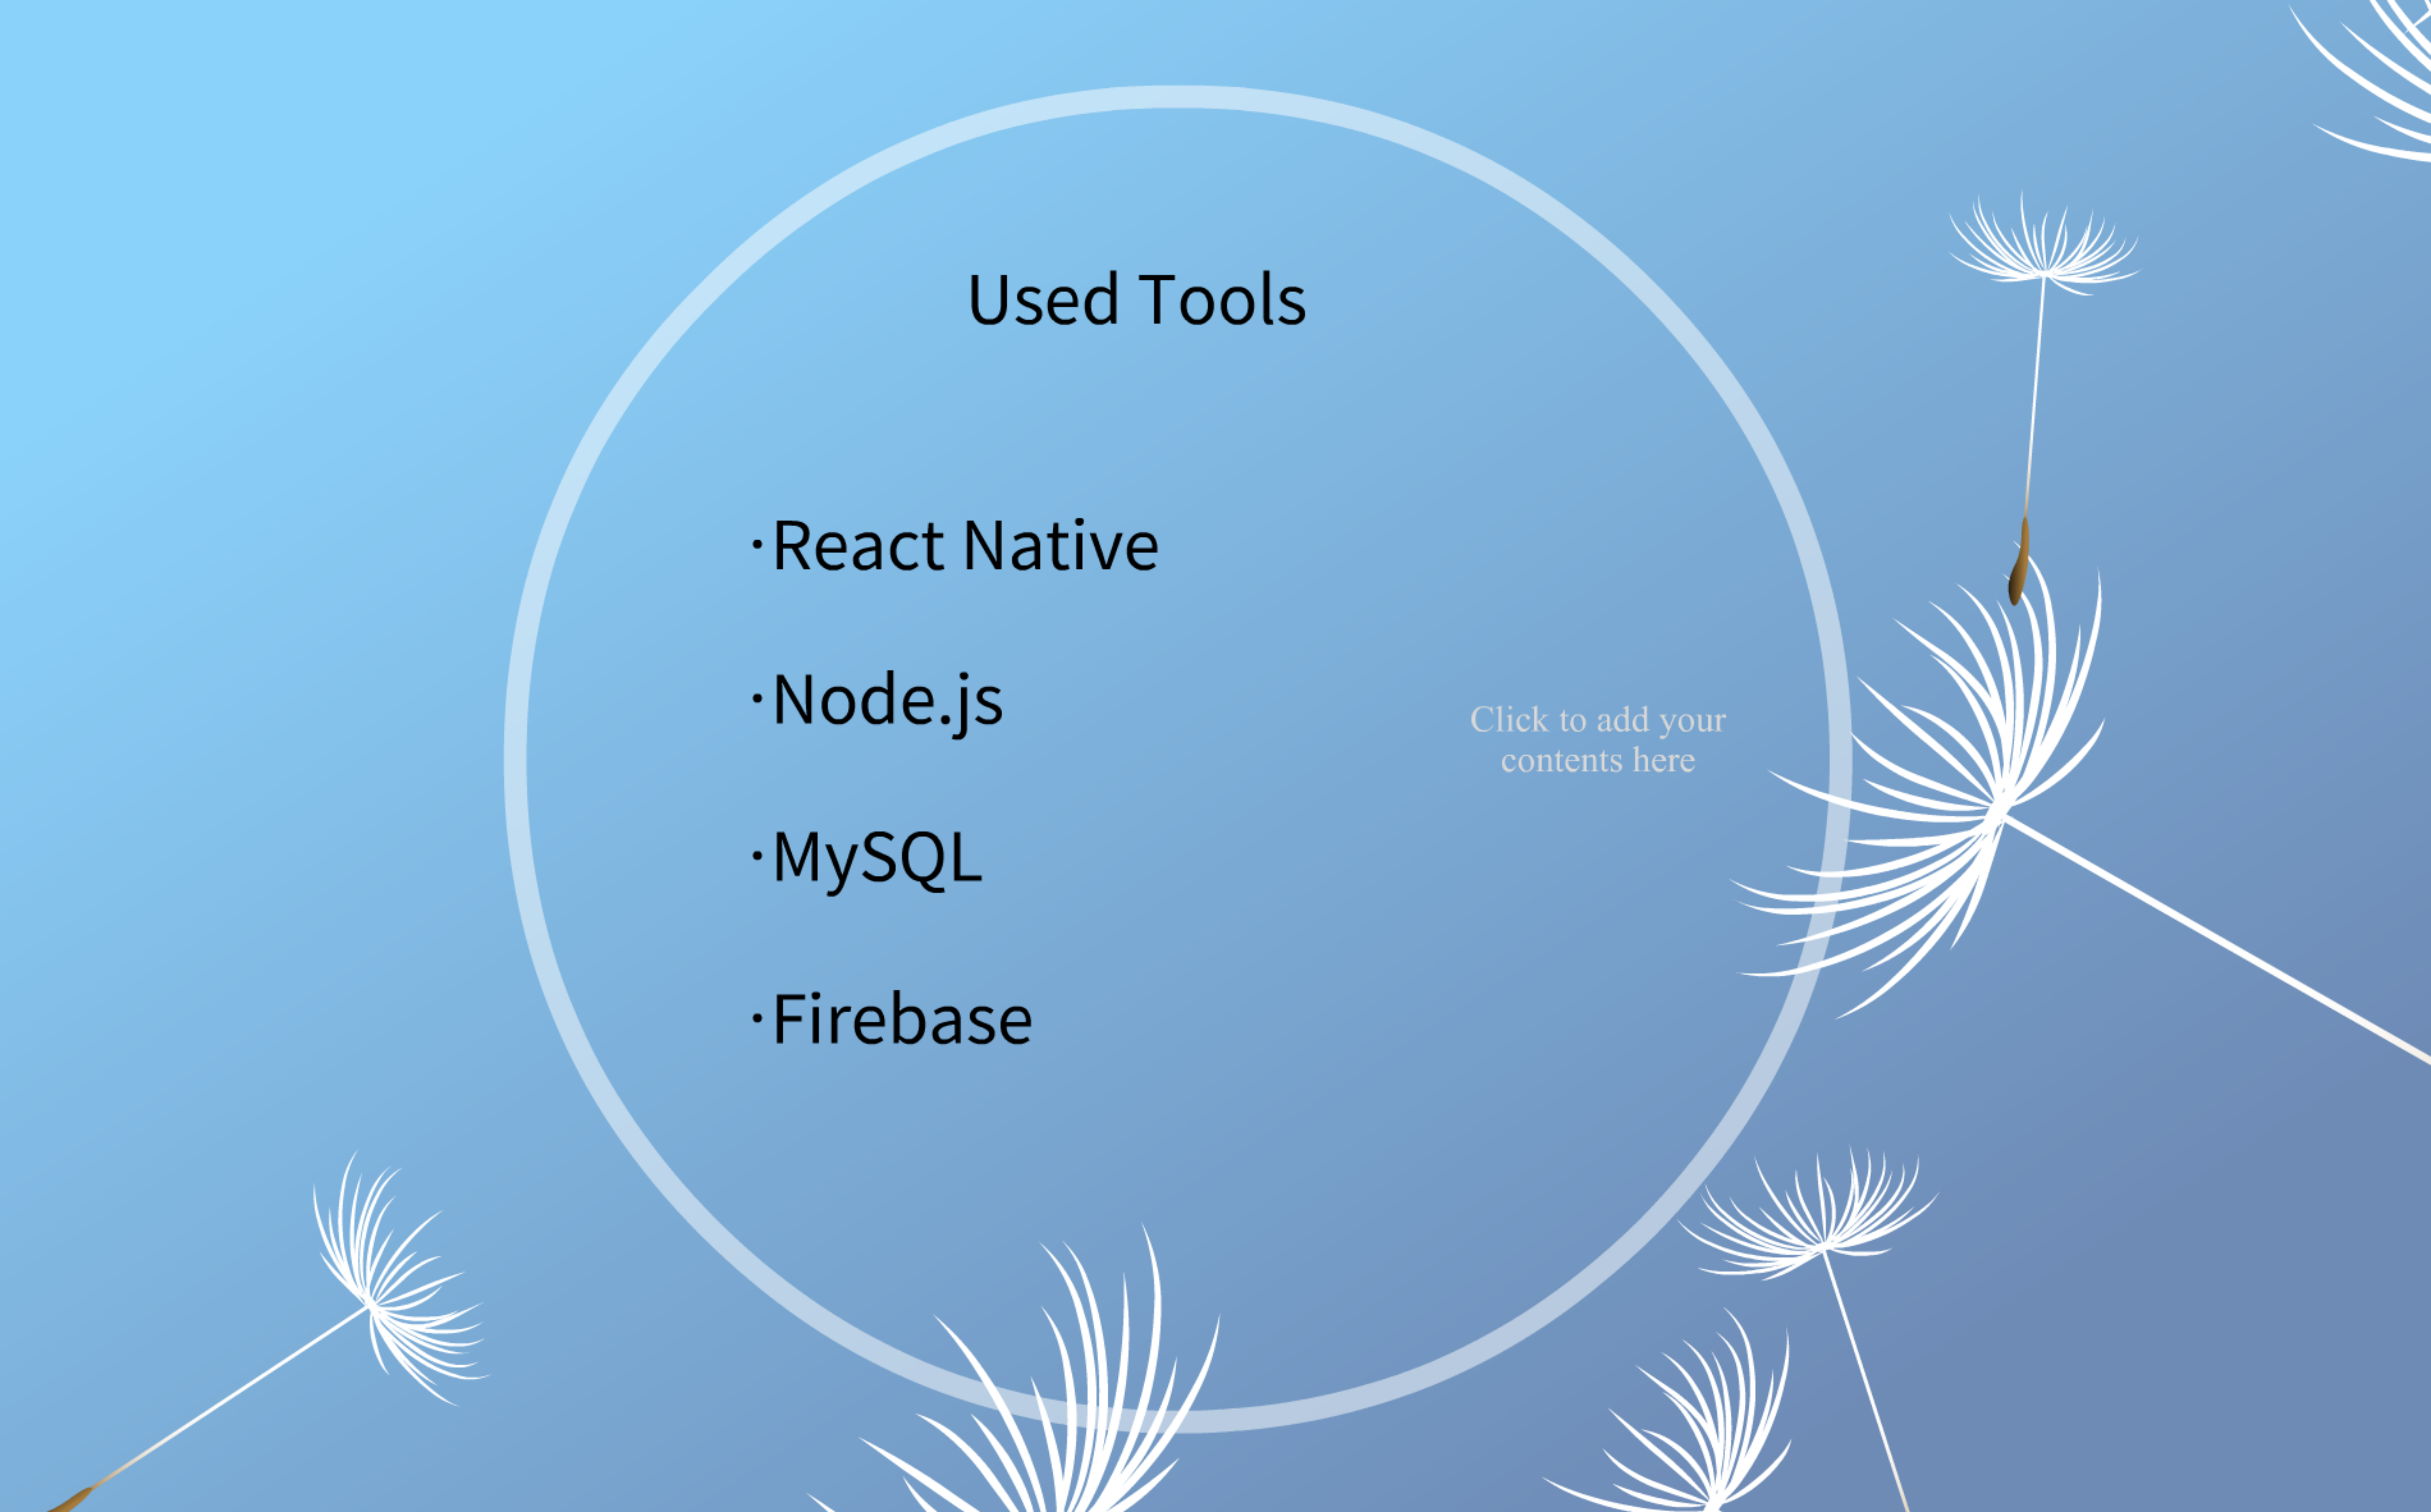 Used Tools
·React Native
·Node.js
Click to add your
contents here
·MySQL
·Firebase